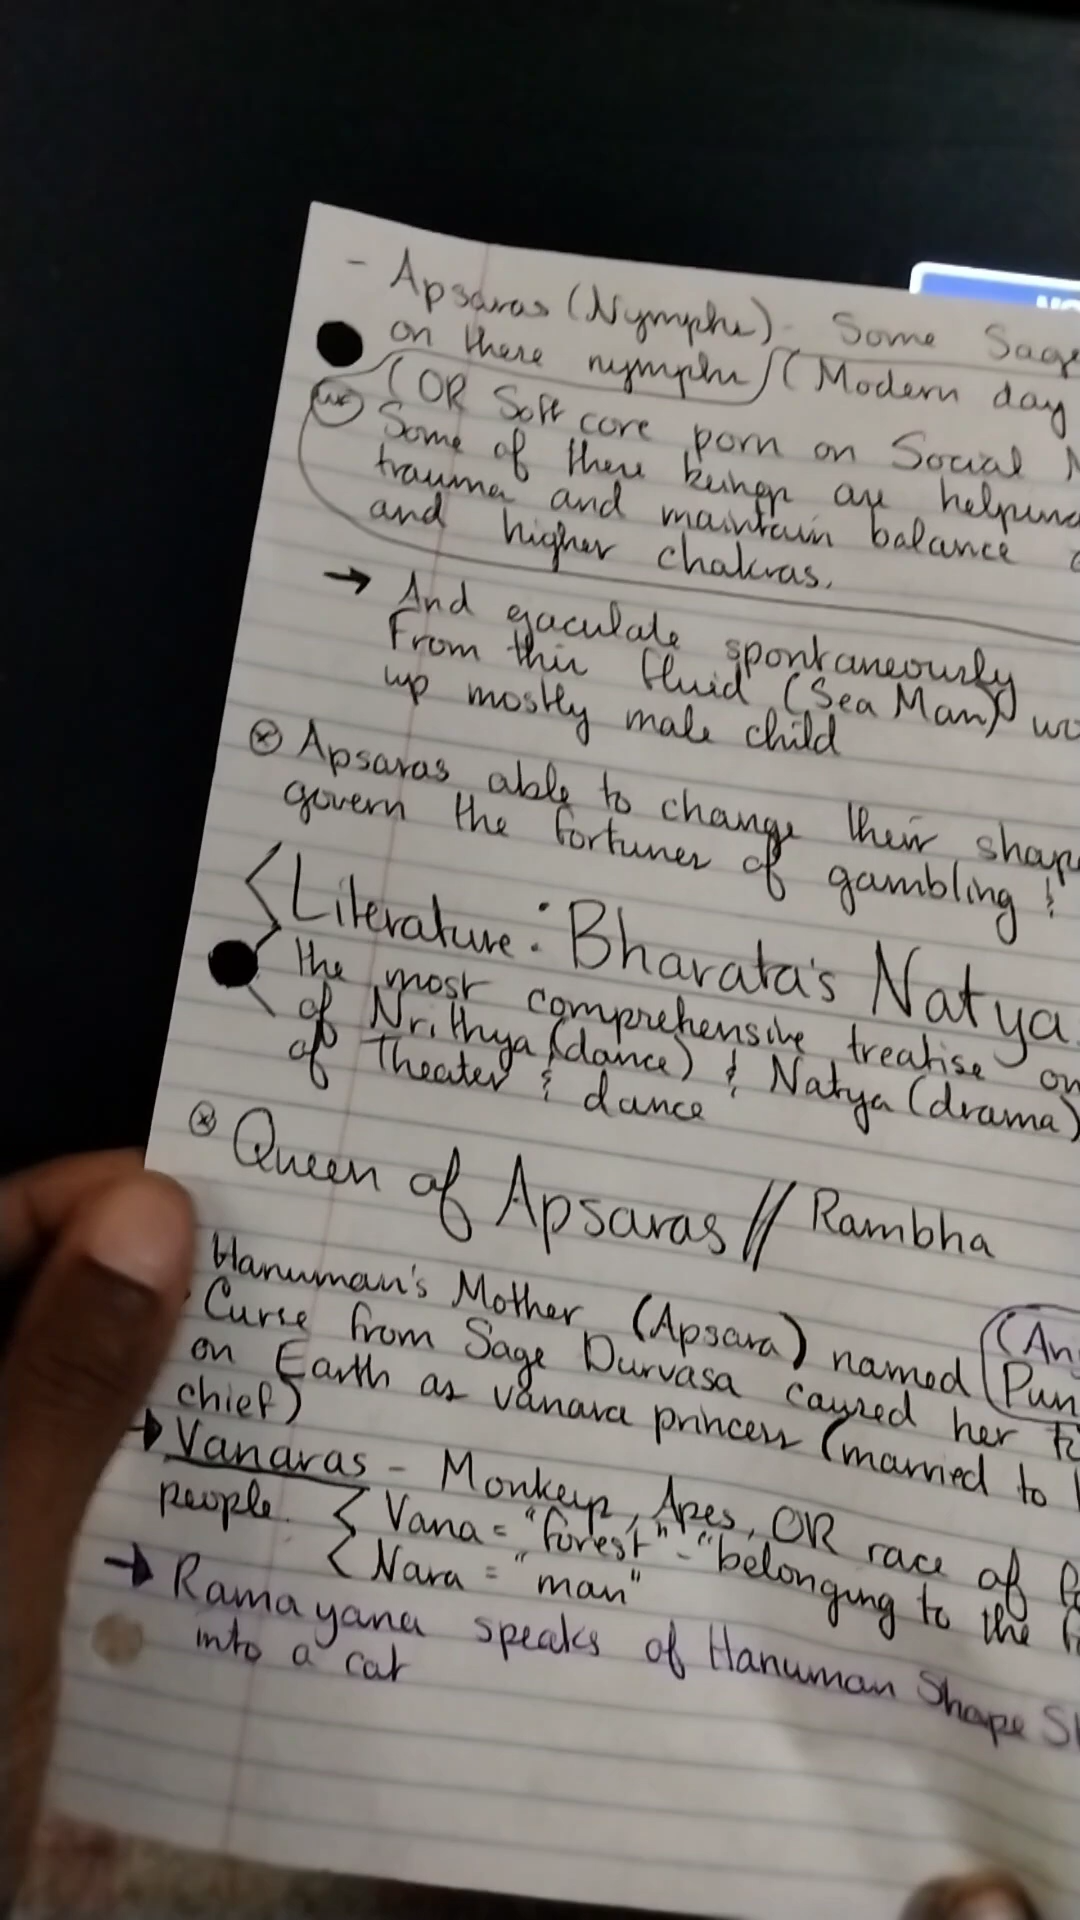 - Apsaras (Nymphs) - Some Sage
on these nymphs (Modern day
(OR Soft core porn on Social
Some of these beings are helping
trauma and maintain balance
and higher chakras.
→ And ejaculate spontaneously
From this fluid (Sea Man)
up mostly male child
Apsaras able to change their shape
govern the fortunes of gambling &
Literature: Bharata's Natya
the most comprehensive treatise on
of Nrithya (dance) & Natya (drama)
of Theater & dance
Queen of Apsaras // Rambha
Hanuman's Mother (Apsara) named (Pun
(An
Curse from Sage Durvasa caused her to
on Earth as vanara princess (married to
chief)
→ Vanaras - Monkeys, Apes, OR race of
people. { Vana = "forest" - "belonging to the
Nara = "man"
→ Ramayana speaks of Hanuman Shape
into a cat